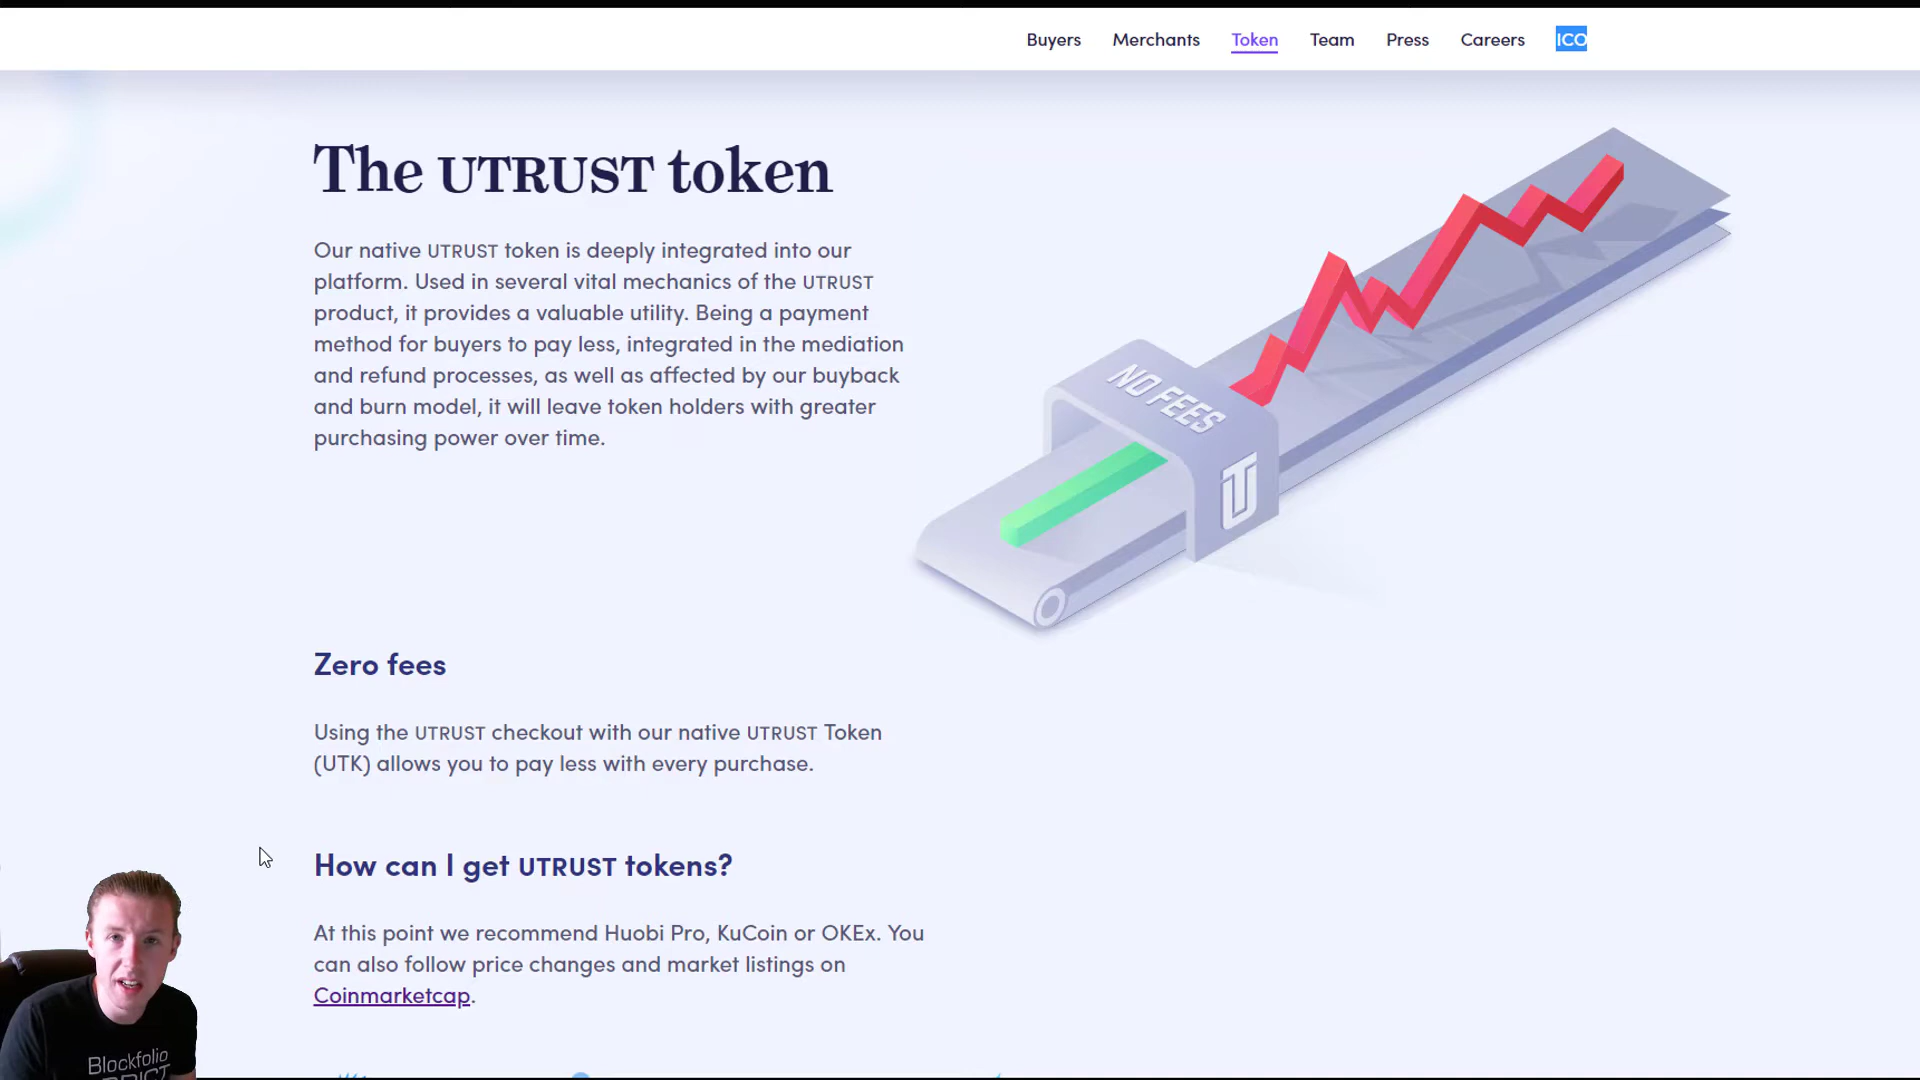 Buyers Merchants Token Team Press Careers ICO
The UTRUST token
Our native UTRUST token is deeply integrated into our
platform. Used in several vital mechanics of the UTRUST
product, it provides a valuable utility. Being a payment
method for buyers to pay less, integrated in the mediation
and refund processes, as well as affected by our buyback
and burn model, it will leave token holders with greater
purchasing power over time.
NO FEES
Zero fees
Using the UTRUST checkout with our native UTRUST Token
(UTK) allows you to pay less with every purchase.
How can I get UTRUST tokens?
At this point we recommend Huobi Pro, KuCoin or OKEx. You
can also follow price changes and market listings on
Coinmarketcap.
Blockfolio